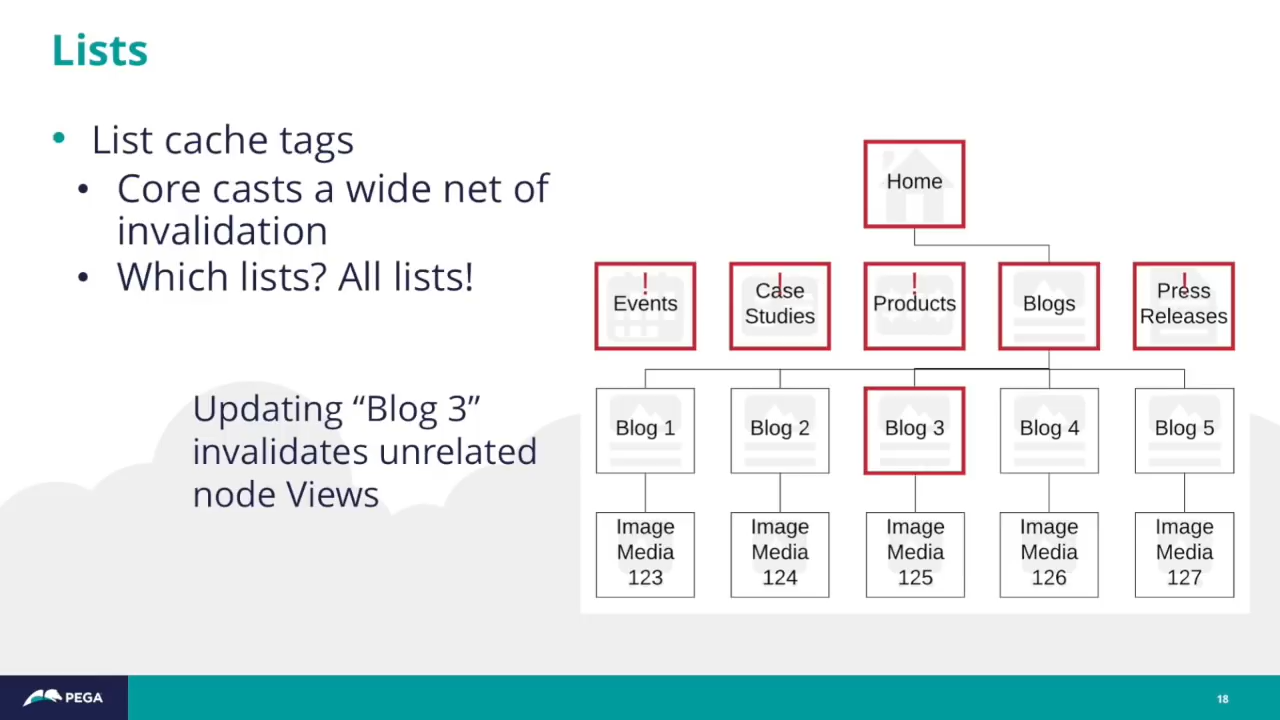 Lists
• List cache tags
• Core casts a wide net of
invalidation
• Which lists? All lists!
Updating “Blog 3”
invalidates unrelated
node Views
Home
! Events
! Case
Studies
! Products
Blogs
! Press
Releases
Blog 1
Blog 2
Blog 3
Blog 4
Blog 5
Image
Media
123
Image
Media
124
Image
Media
125
Image
Media
126
Image
Media
127
PEGA
18